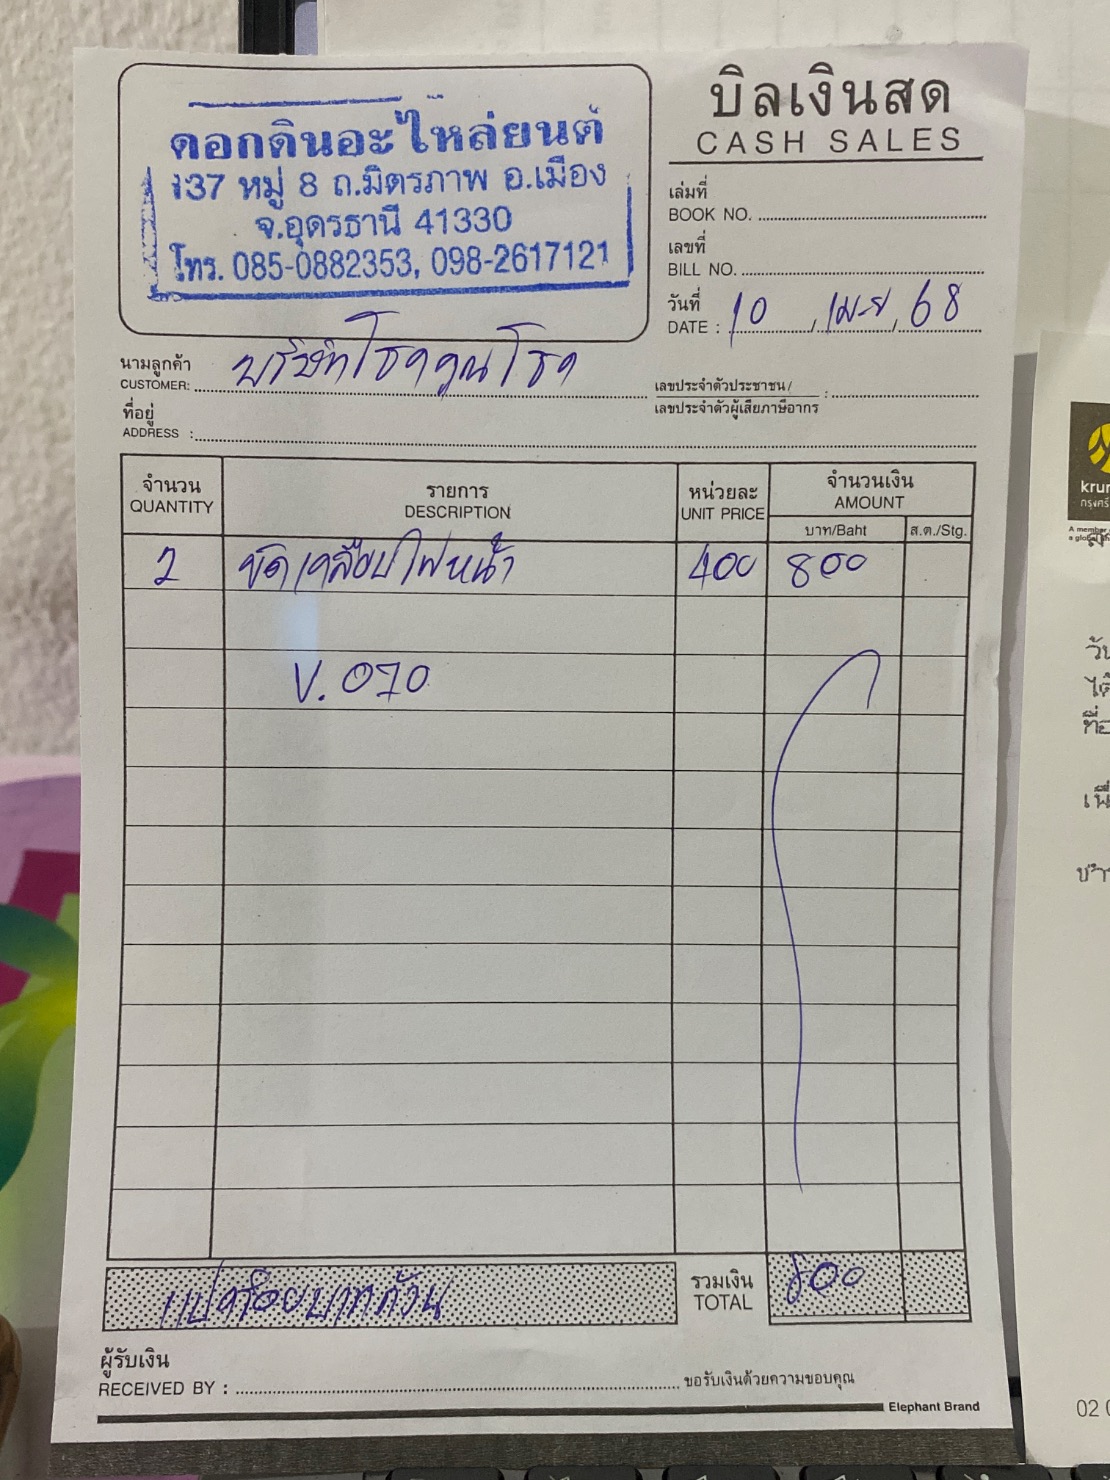 บิลเงินสด
CASH SALES
ดอกดินอะไหล่ยนต์
137 หมู่ 8 ถ.มิตรภาพ อ.เมือง
จ.อุดรธานี 41330
โทร. 085-0882353, 098-2617121
เล่มที่
BOOK NO.
เลขที่
BILL NO.
วันที่
DATE : 10 / เม.ย / 68
นามลูกค้า
CUSTOMER: บริษัทโชคคูณโชค
เลขประจำตัวประชาชน/
เลขประจำตัวผู้เสียภาษีอากร :
ที่อยู่
ADDRESS :
จำนวน รายการ หน่วยละ จำนวนเงิน
QUANTITY DESCRIPTION UNIT PRICE AMOUNT
บาท/Baht ส.ต./Stg.
2 ขัดเคลือบไฟหน้า 400 800
V. 070
แปดร้อยบาทถ้วน
รวมเงิน
TOTAL 800
ผู้รับเงิน
RECEIVED BY :
ขอรับเงินด้วยความขอบคุณ
Elephant Brand
krun
กรุงศรี
A member
a global
02